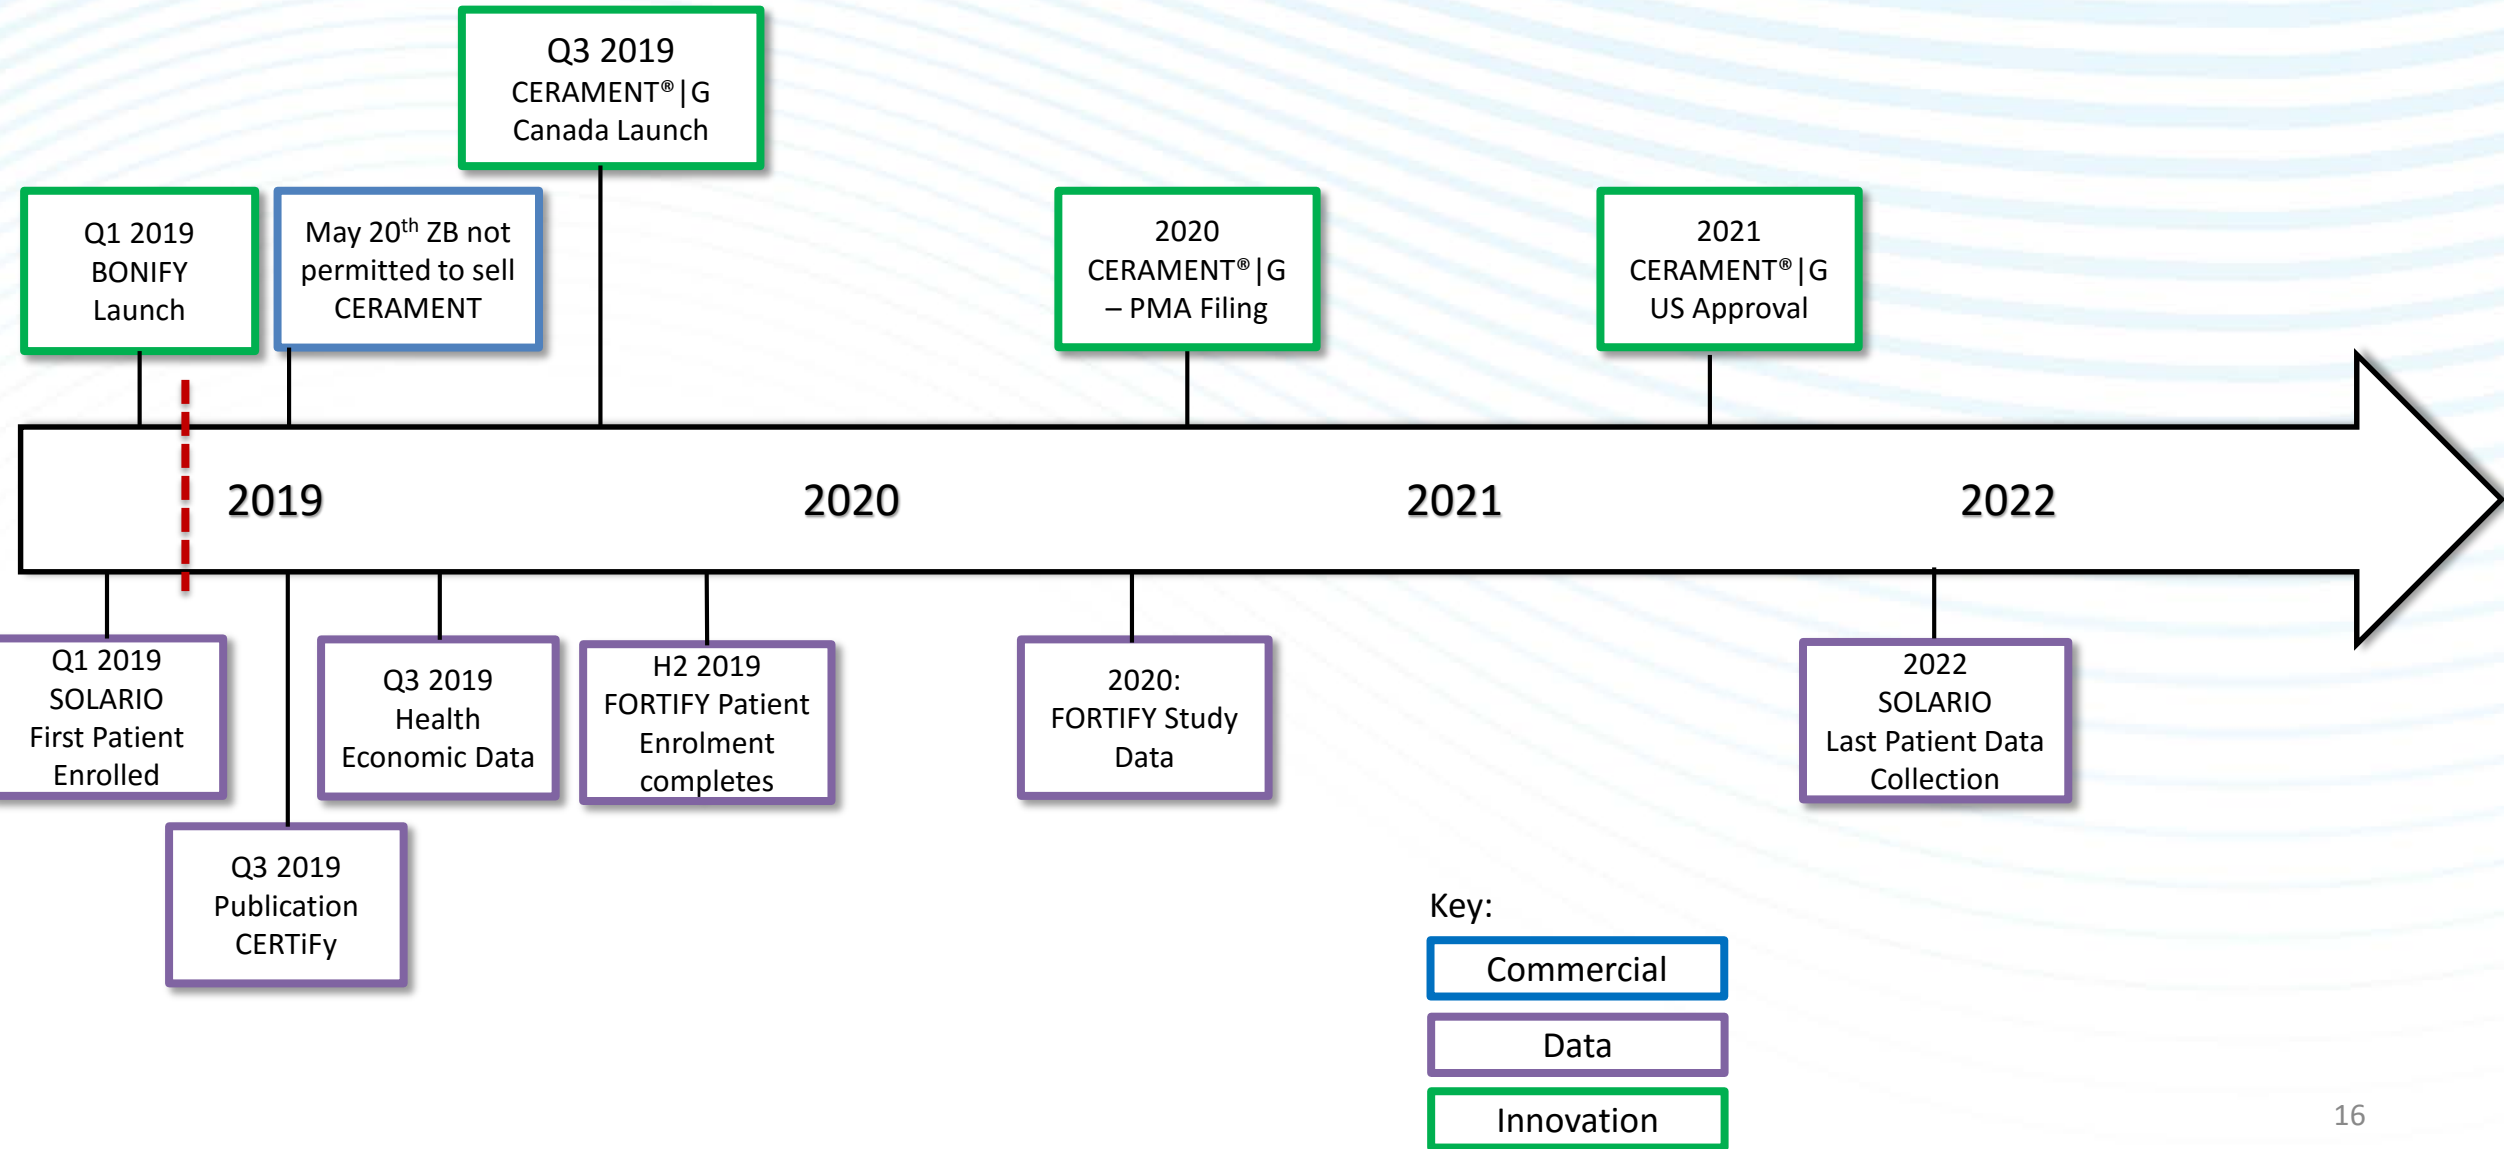 Q3 2019
CERAMENT®|G
Canada Launch
Q1 2019
BONIFY
Launch
May 20th ZB not
permitted to sell
CERAMENT
2020
CERAMENT®|G
– PMA Filing
2021
CERAMENT®|G
US Approval
2019
2020
2021
2022
Q1 2019
SOLARIO
First Patient
Enrolled
Q3 2019
Publication
CERTiFy
Q3 2019
Health
Economic Data
H2 2019
FORTIFY Patient
Enrolment
completes
2020:
FORTIFY Study
Data
2022
SOLARIO
Last Patient Data
Collection
Key:
Commercial
Data
Innovation
16